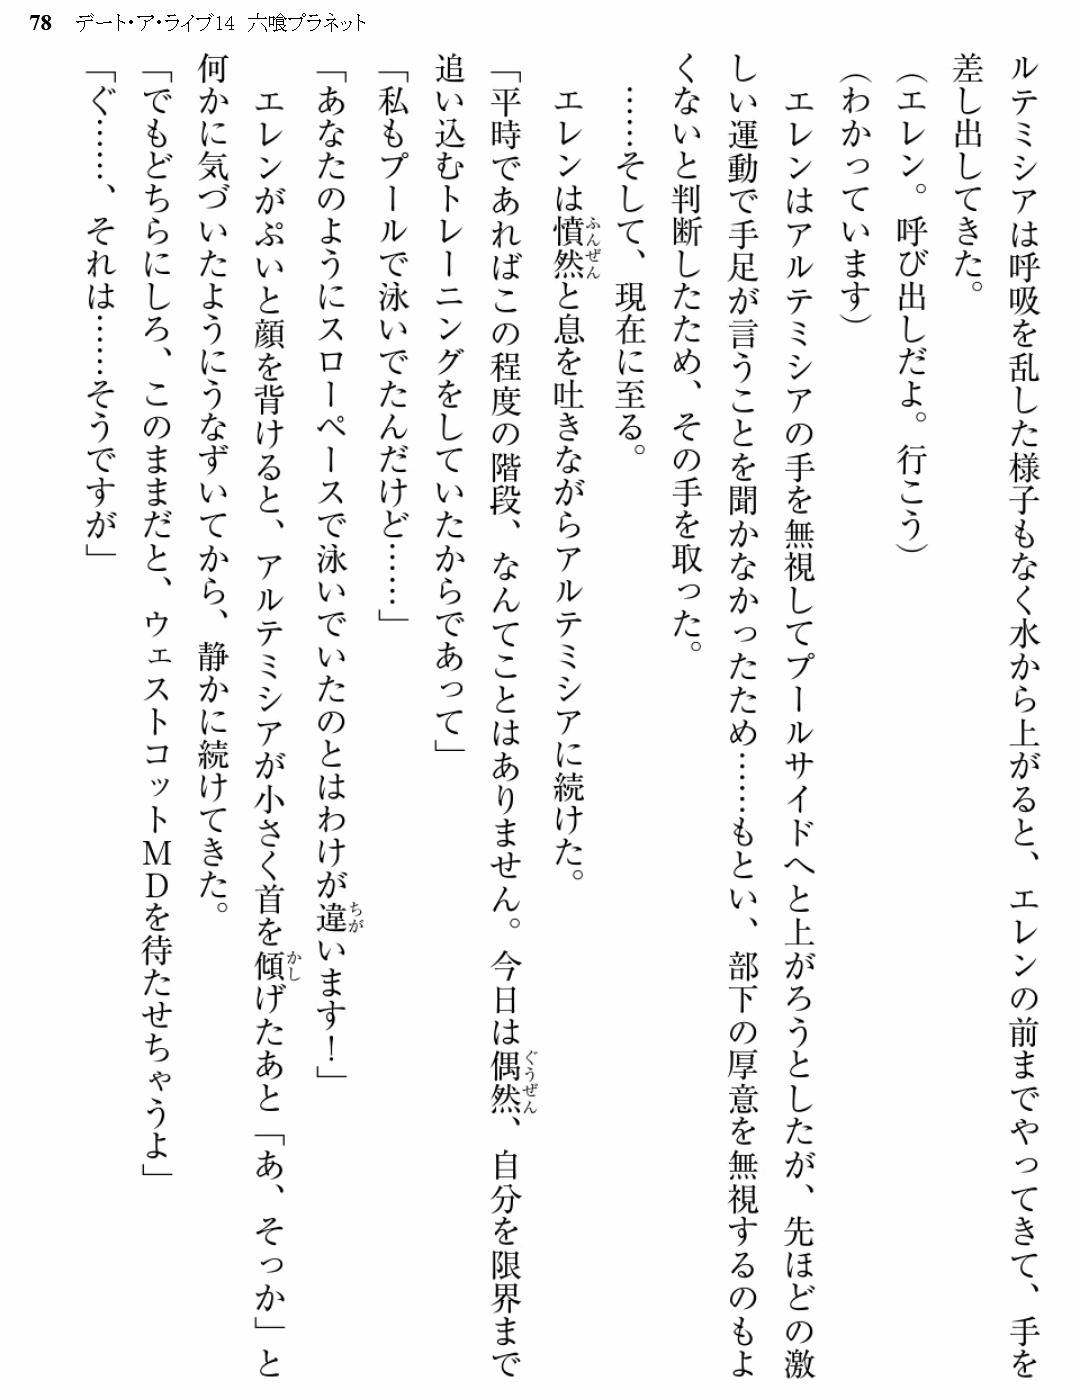 78 デート・ア・ライブ14 六喰プラネット
ルテミシアは呼吸を乱した様子もなく水から上がると、エレンの前までやってきて、手を
差し出してきた。
（エレン。呼び出しだよ。行こう）
（わかっています）
エレンはアルテミシアの手を無視してプールサイドへと上がろうとしたが、先ほどの激
しい運動で手足が言うことを聞かなかったため……もとい、部下の厚意を無視するのもよ
くないと判断したため、その手を取った。
……そして、現在に至る。
エレンは憤然と息を吐きながらアルテミシアに続けた。
「平時であればこの程度の階段、なんてことはありません。今日は偶然、自分を限界まで
追い込むトレーニングをしていたからであって」
「私もプールで泳いでたんだけど……」
「あなたのようにスローペースで泳いでいたのとはわけが違います！」
エレンがぷいと顔を背けると、アルテミシアが小さく首を傾げたあと「あ、そっか」と
何かに気づいたようにうなずいてから、静かに続けてきた。
「でもどちらにしろ、このままだと、ウェストコットＭＤを待たせちゃうよ」
「ぐ……、それは……そうですが」